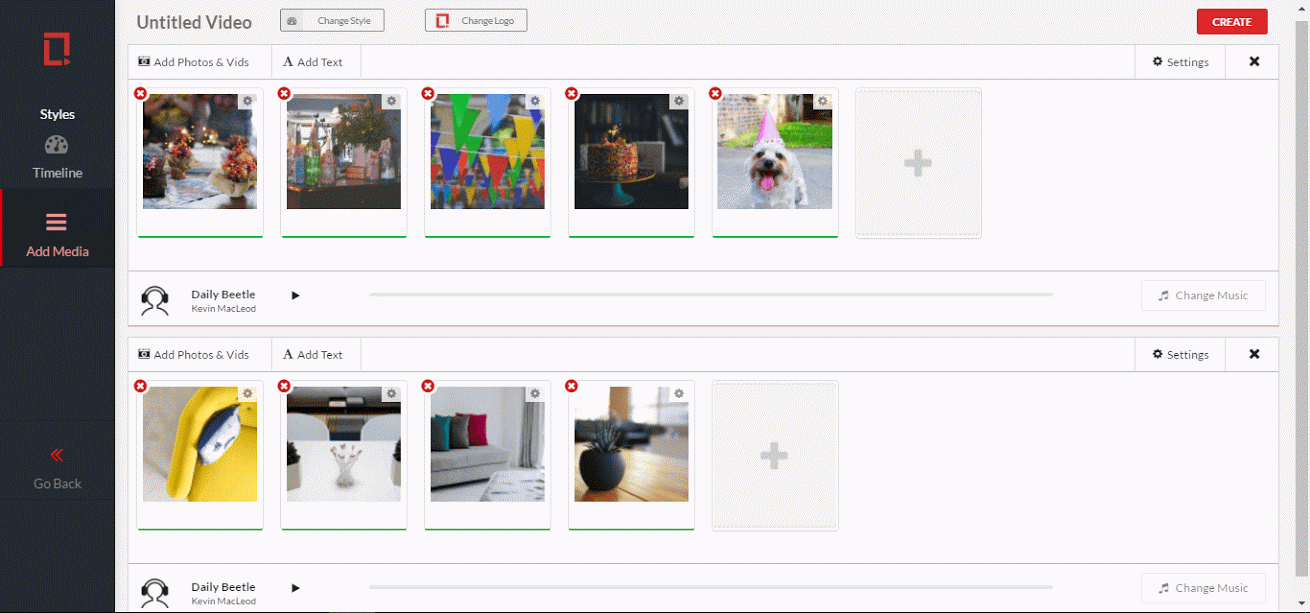 Untitled Video
Change Style
Change Logo
CREATE
Styles
Timeline
Add Media
Go Back
Add Photos & Vids
Add Text
Settings
Daily Beetle
Kevin MacLeod
Change Music
Add Photos & Vids
Add Text
Settings
Daily Beetle
Kevin MacLeod
Change Music